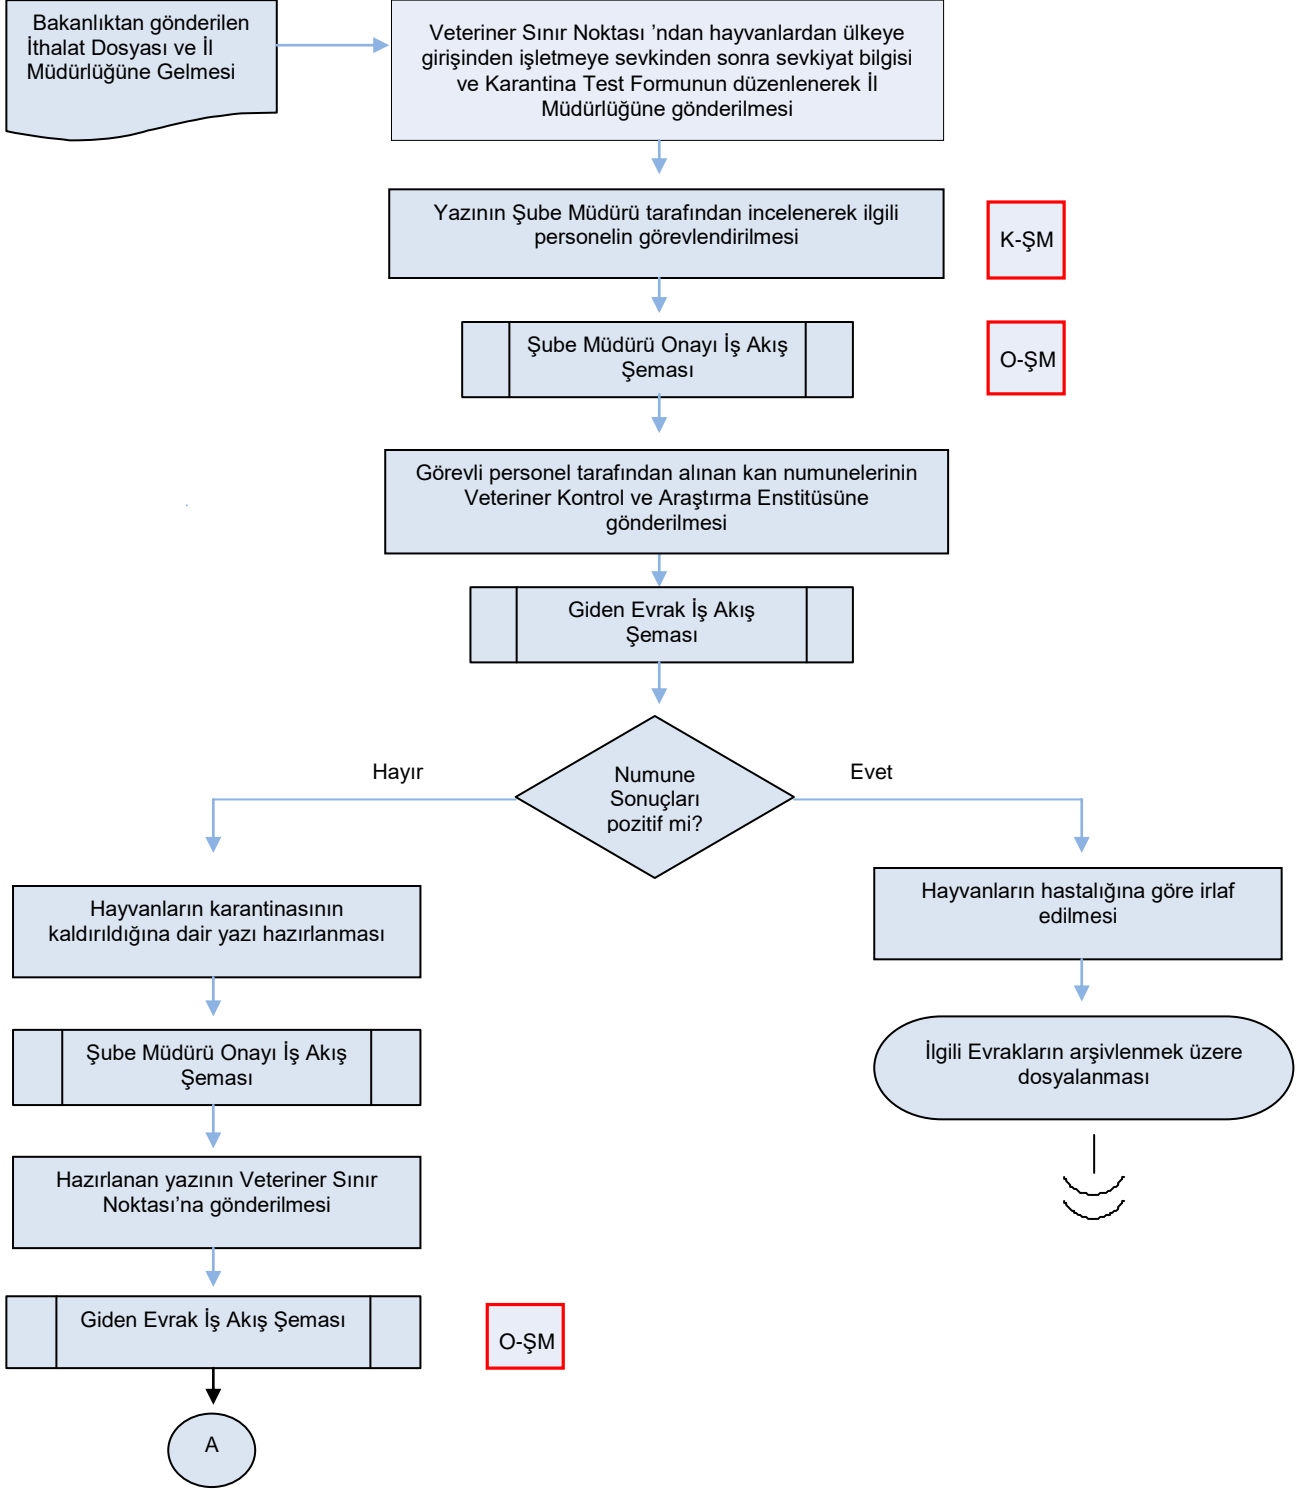 Bakanlıktan gönderilen
İthalat Dosyası ve İl
Müdürlüğüne Gelmesi
Veteriner Sınır Noktası ’ndan hayvanlardan ülkeye
girişinden işletmeye sevkinden sonra sevkiyat bilgisi
ve Karantina Test Formunun düzenlenerek İl
Müdürlüğüne gönderilmesi
Yazının Şube Müdürü tarafından incelenerek ilgili
personelin görevlendirilmesi
K-ŞM
Şube Müdürü Onayı İş Akış
Şeması
O-ŞM
Görevli personel tarafından alınan kan numunelerinin
Veteriner Kontrol ve Araştırma Enstitüsüne
gönderilmesi
Giden Evrak İş Akış
Şeması
Hayır
Numune
Sonuçları
pozitif mi?
Evet
Hayvanların karantinasının
kaldırıldığına dair yazı hazırlanması
Hayvanların hastalığına göre irlaf
edilmesi
Şube Müdürü Onayı İş Akış
Şeması
İlgili Evrakların arşivlenmek üzere
dosyalanması
Hazırlanan yazının Veteriner Sınır
Noktası’na gönderilmesi
Giden Evrak İş Akış Şeması
O-ŞM
A